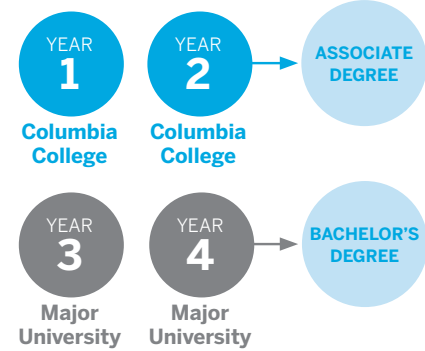 YEAR
1
YEAR
2
ASSOCIATE
DEGREE
Columbia
College
Columbia
College
YEAR
3
YEAR
4
BACHELOR'S
DEGREE
Major
University
Major
University